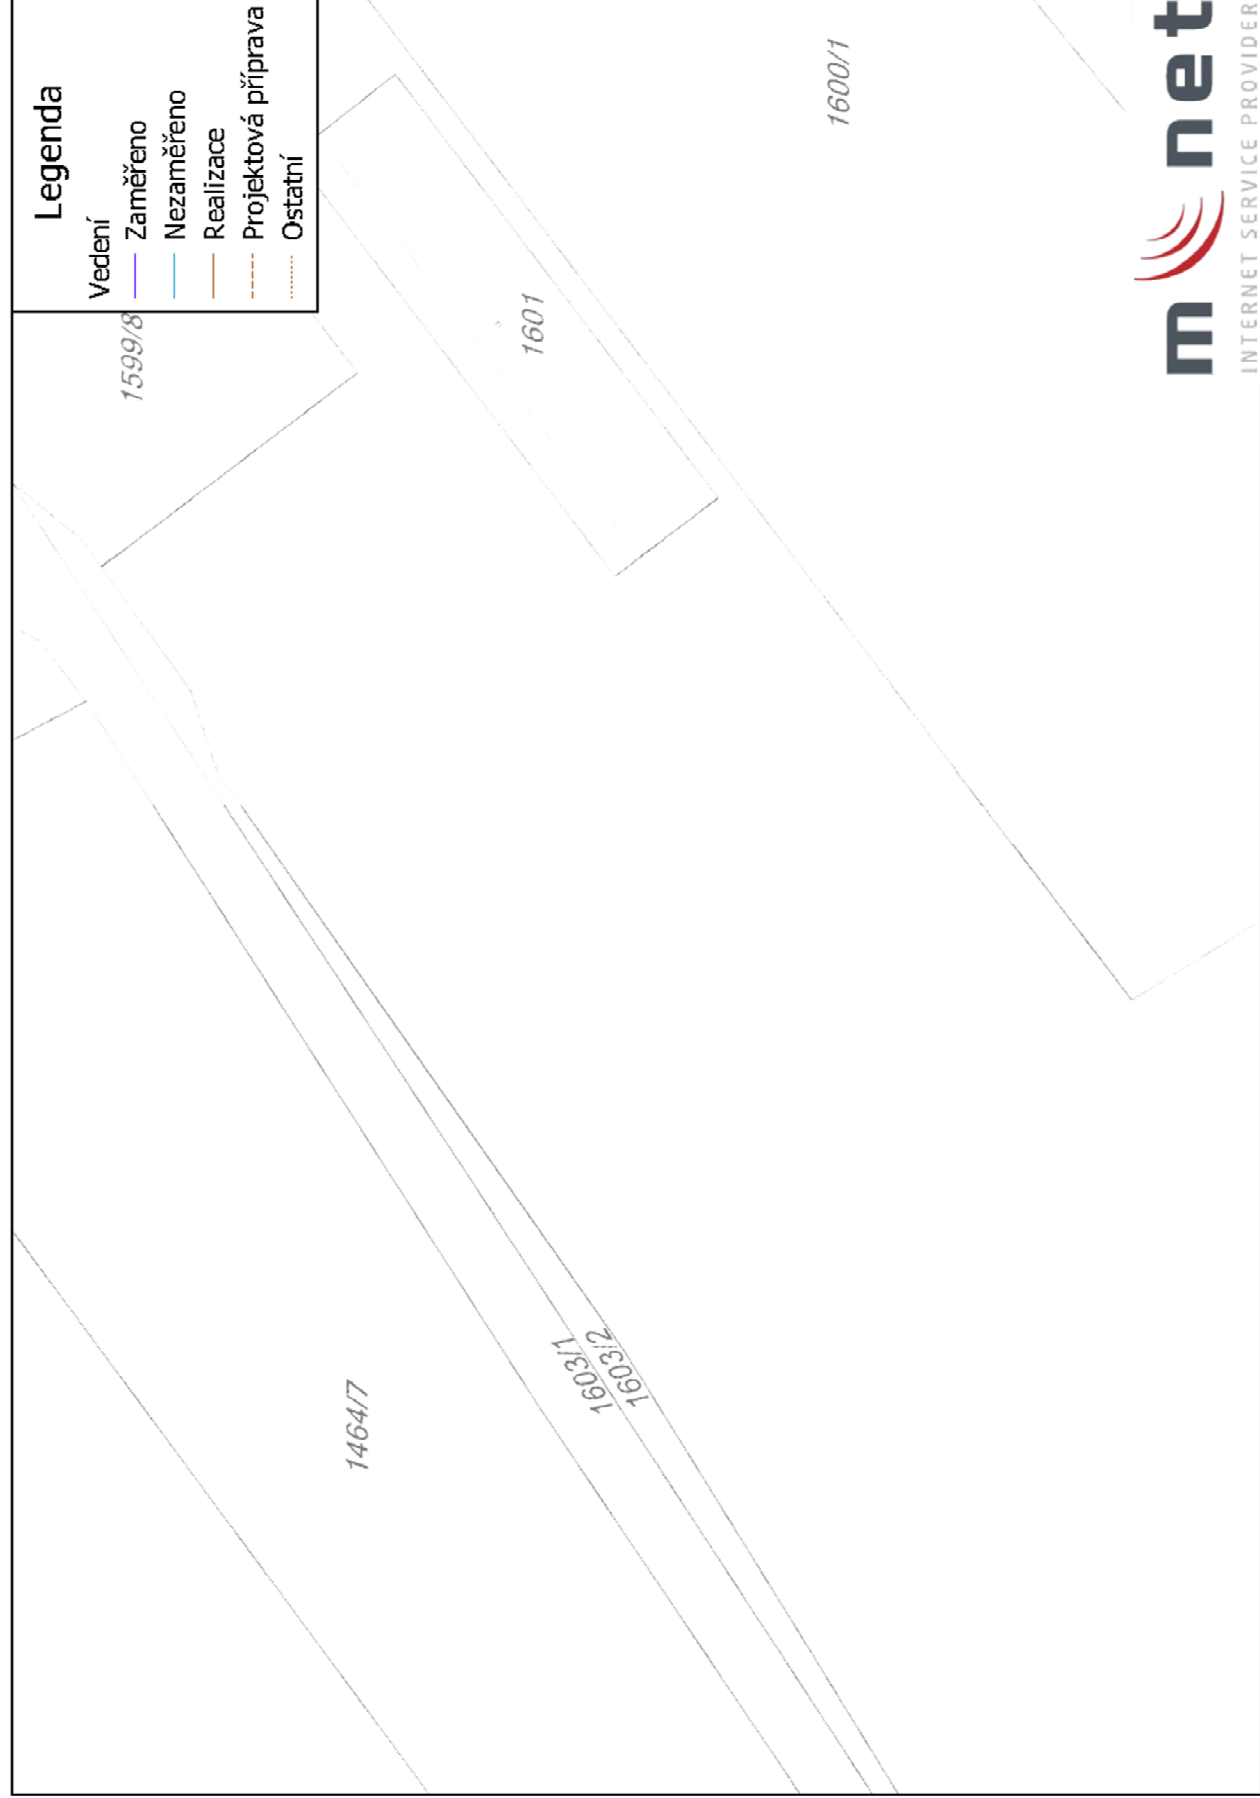 Legenda
Vedení
Zaměřeno
Nezaměřeno
Realizace
Projektová příprava
Ostatní
1599/8
1601
1600/1
1464/7
1603/1
1603/2
m net
INTERNET SERVICE PROVIDER